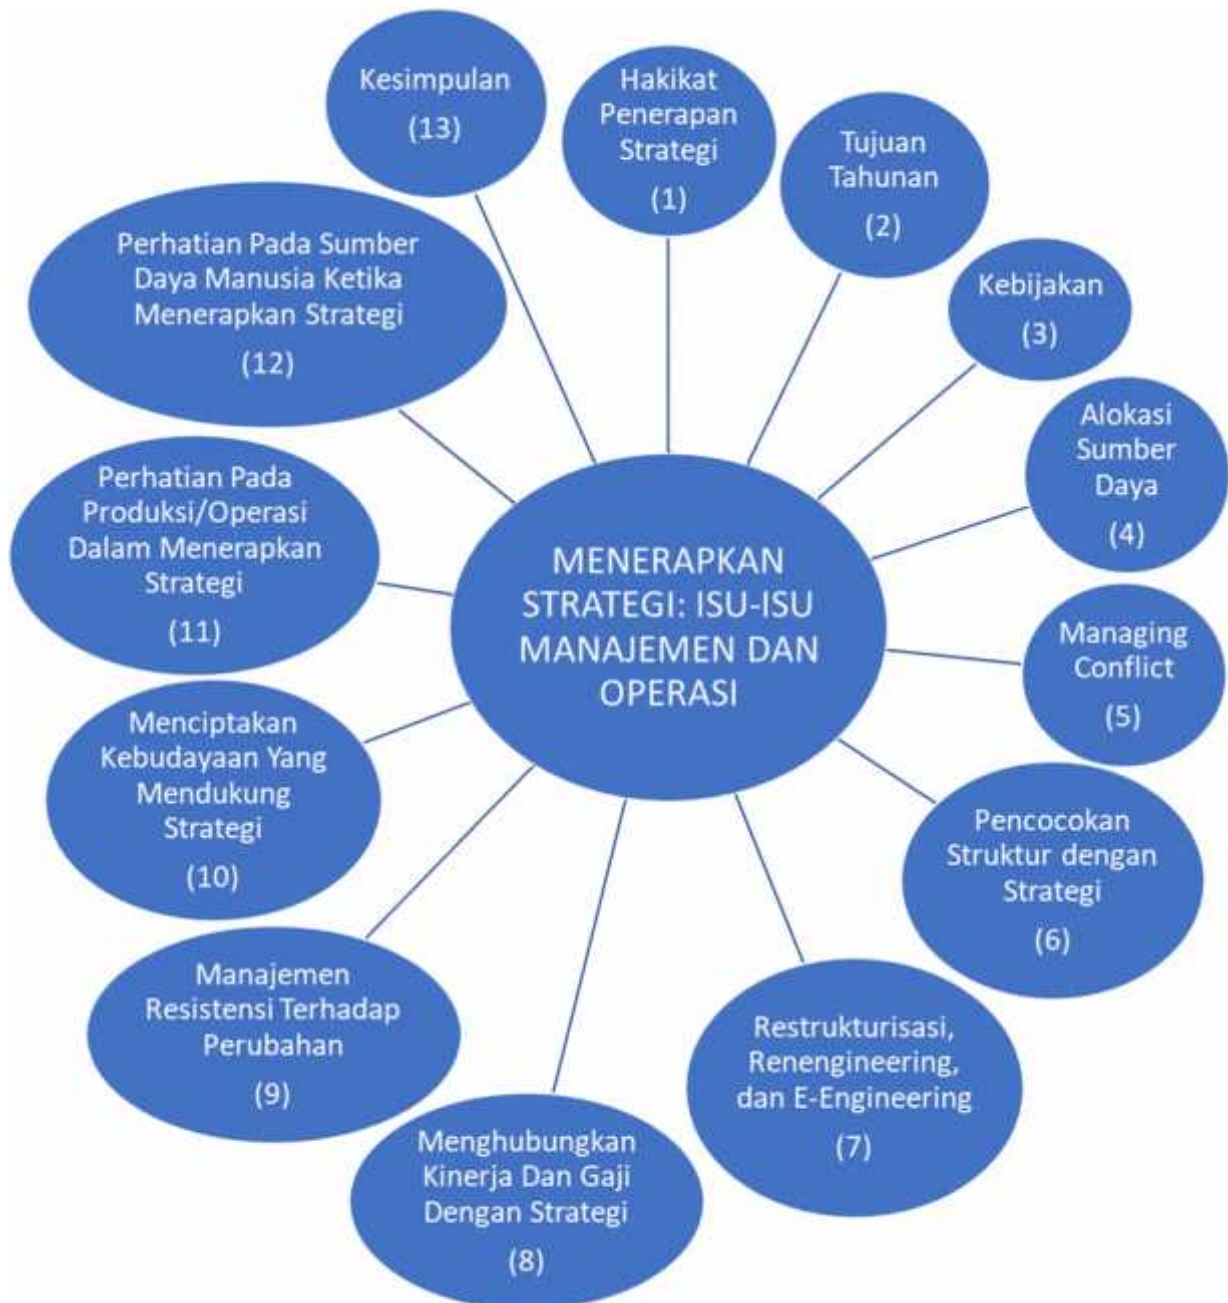 MENERAPKAN
STRATEGI: ISU-ISU
MANAJEMEN DAN
OPERASI
Hakikat
Penerapan
Strategi
(1)
Tujuan
Tahunan
(2)
Kebijakan
(3)
Alokasi
Sumber
Daya
(4)
Managing
Conflict
(5)
Pencocokan
Struktur dengan
Strategi
(6)
Restrukturisasi,
Renengineering,
dan E-Engineering
(7)
Menghubungkan
Kinerja Dan Gaji
Dengan Strategi
(8)
Manajemen
Resistensi Terhadap
Perubahan
(9)
Menciptakan
Kebudayaan Yang
Mendukung
Strategi
(10)
Perhatian Pada
Produksi/Operasi
Dalam Menerapkan
Strategi
(11)
Perhatian Pada Sumber
Daya Manusia Ketika
Menerapkan Strategi
(12)
Kesimpulan
(13)